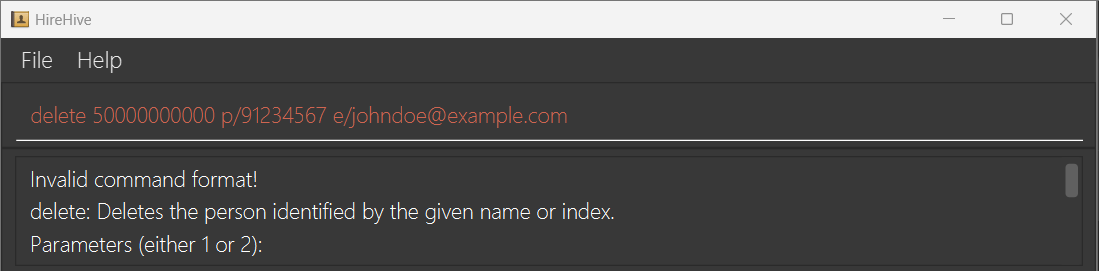 HireHive
File Help
delete 50000000000 p/91234567 e/johndoe@example.com
Invalid command format!
delete: Deletes the person identified by the given name or index.
Parameters (either 1 or 2):